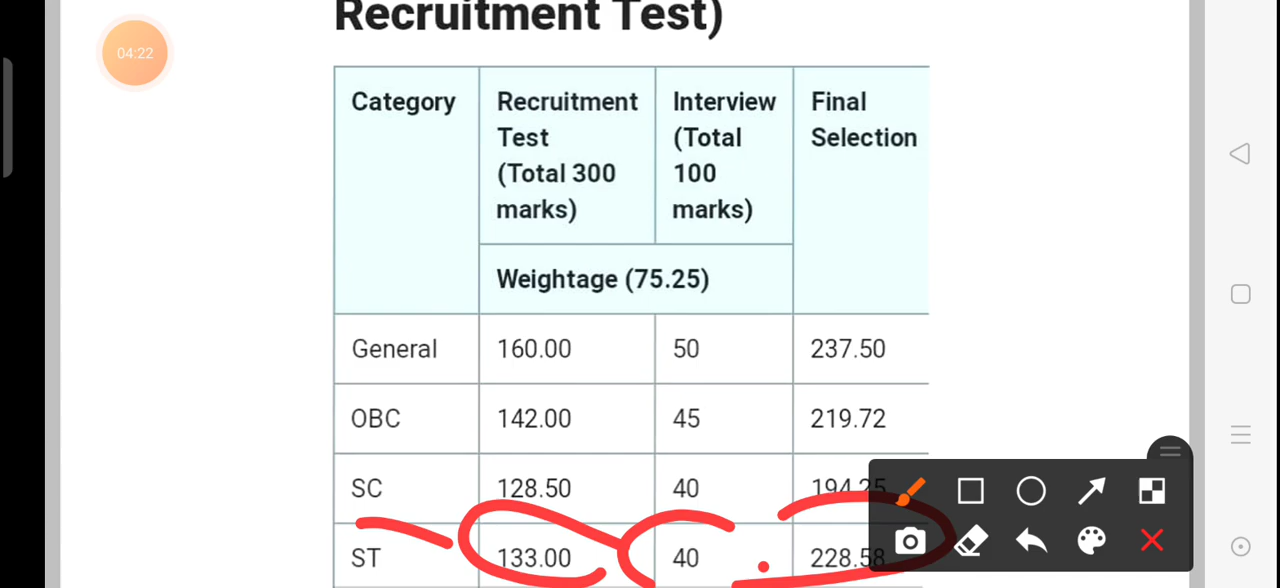 Recruitment Test)
04:22
Category
Recruitment
Test
(Total 300
marks)
Interview
(Total
100
marks)
Final
Selection
Weightage (75.25)
General 160.00 50 237.50
OBC 142.00 45 219.72
SC 128.50 40 194.25
ST 133.00 40 228.58